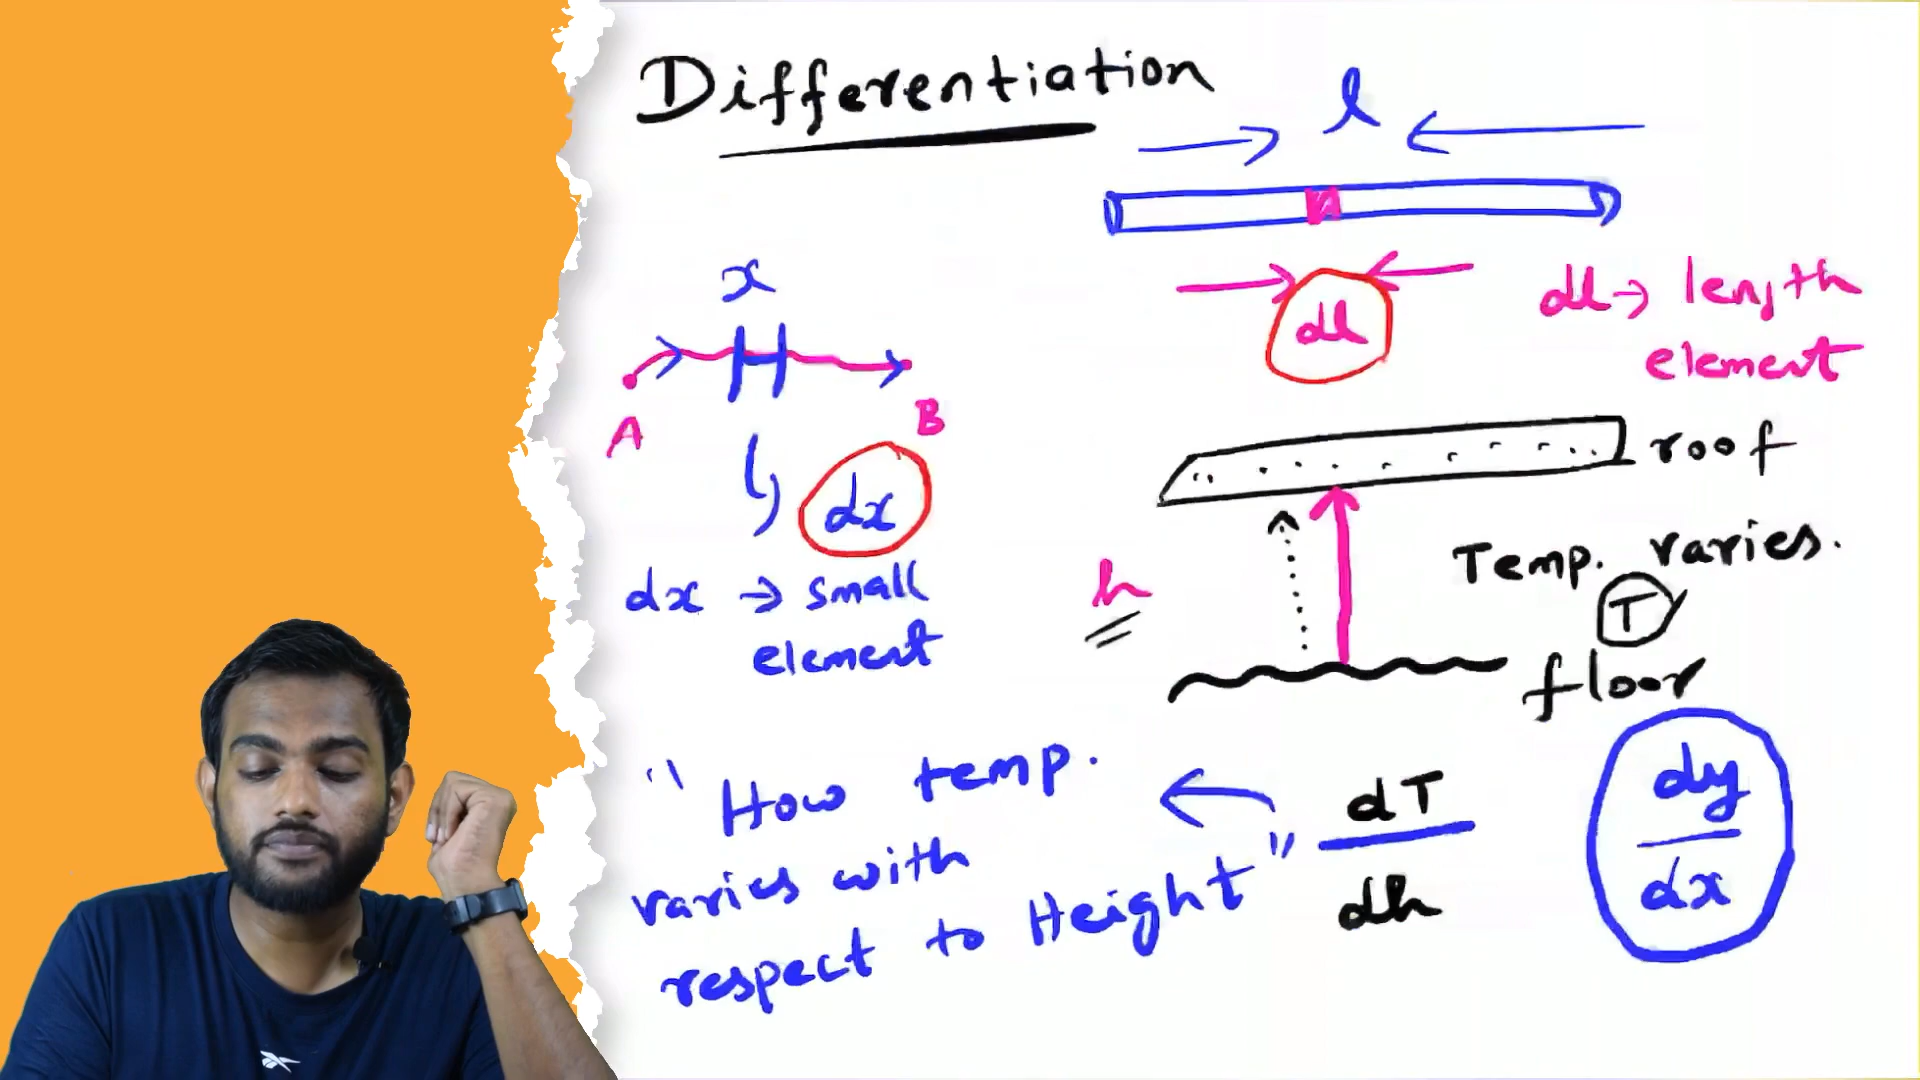 Differentiation
l
dl
dl → length
element
x
A
B
dx
dx → small
element
roof
Temp. varies.
T
h
floor
"How temp.
varies with
respect to Height"
dT
dh
dy
dx